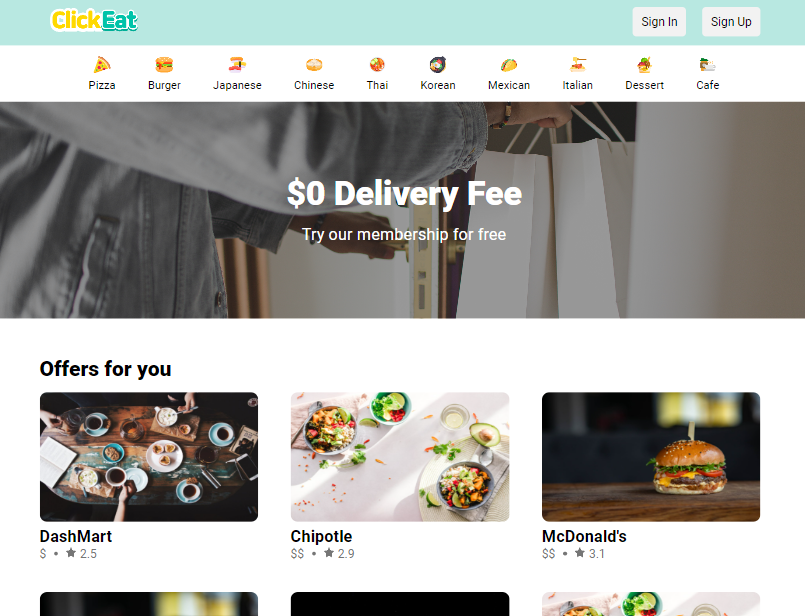 ClickEat
Sign In
Sign Up
Pizza
Burger
Japanese
Chinese
Thai
Korean
Mexican
Italian
Dessert
Cafe
$0 Delivery Fee
Try our membership for free
Offers for you
DashMart
$ • ★ 2.5
Chipotle
$$ • ★ 2.9
McDonald's
$$ • ★ 3.1